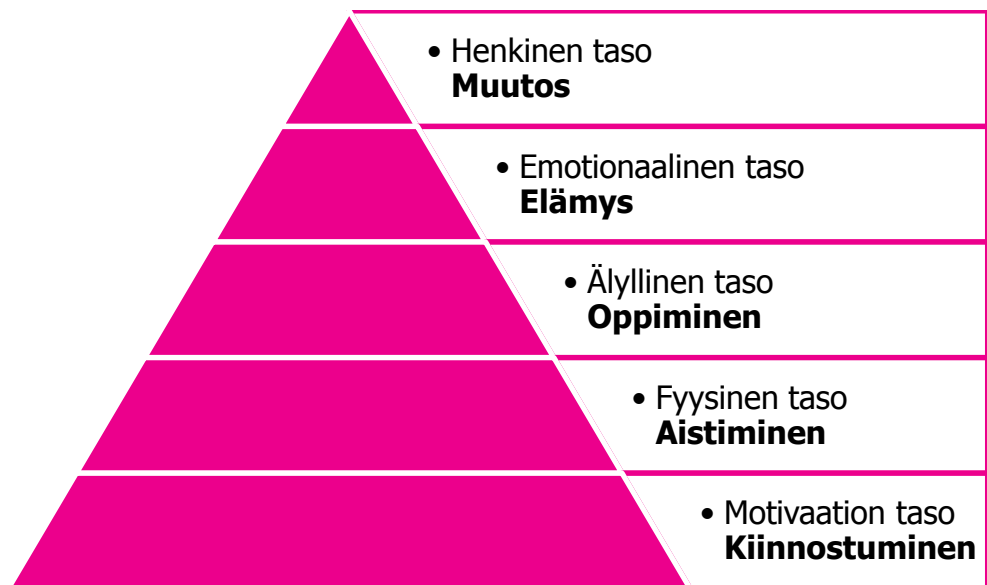 • Henkinen taso
Muutos
• Emotionaalinen taso
Elämys
• Älyllinen taso
Oppiminen
• Fyysinen taso
Aistiminen
• Motivaation taso
Kiinnostuminen